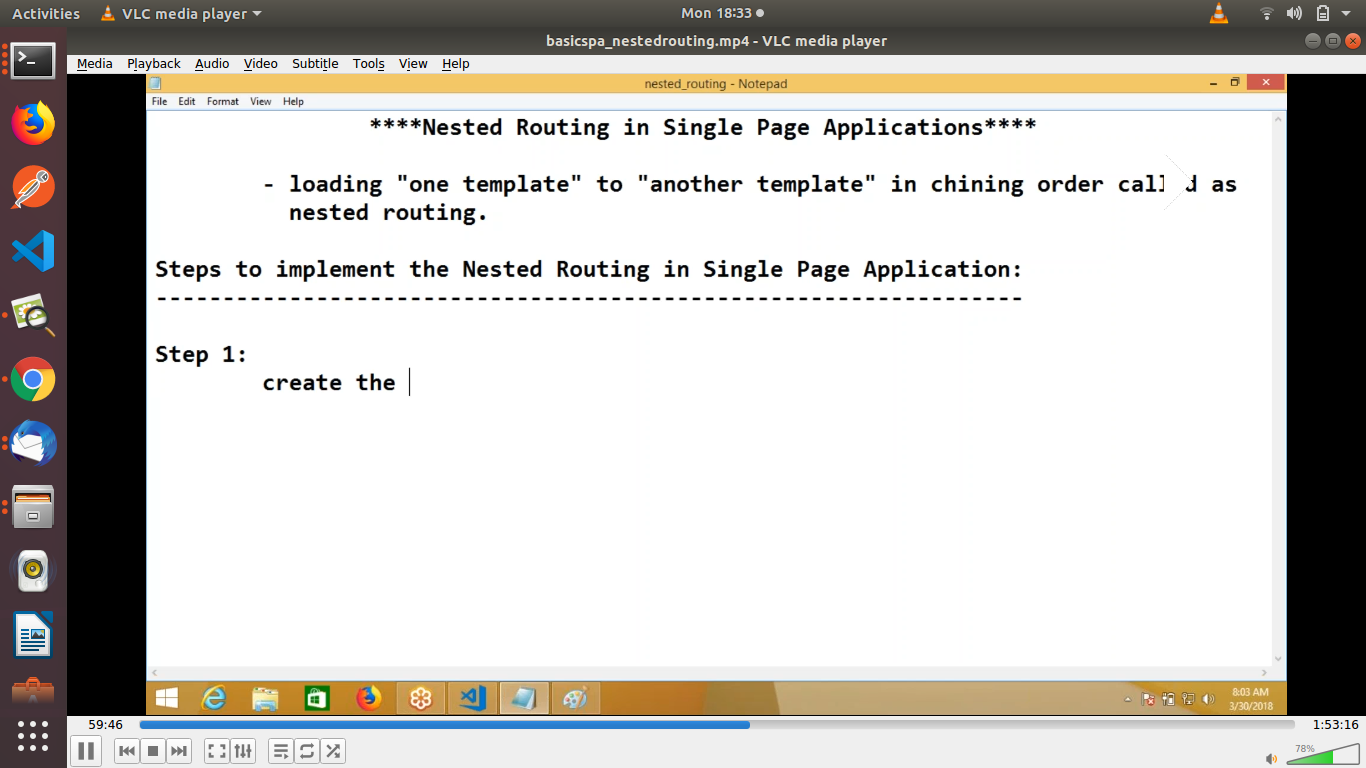 Activities VLC media player Mon 18:33
basicspa_nestedrouting.mp4 - VLC media player
Media Playback Audio Video Subtitle Tools View Help
nested_routing - Notepad
File Edit Format View Help
****Nested Routing in Single Page Applications****
- loading "one template" to "another template" in chining order called as
nested routing.
Steps to implement the Nested Routing in Single Page Application:
-----------------------------------------------------------------
Step 1:
create the
8:03 AM
3/30/2018
59:46 1:53:16
78%